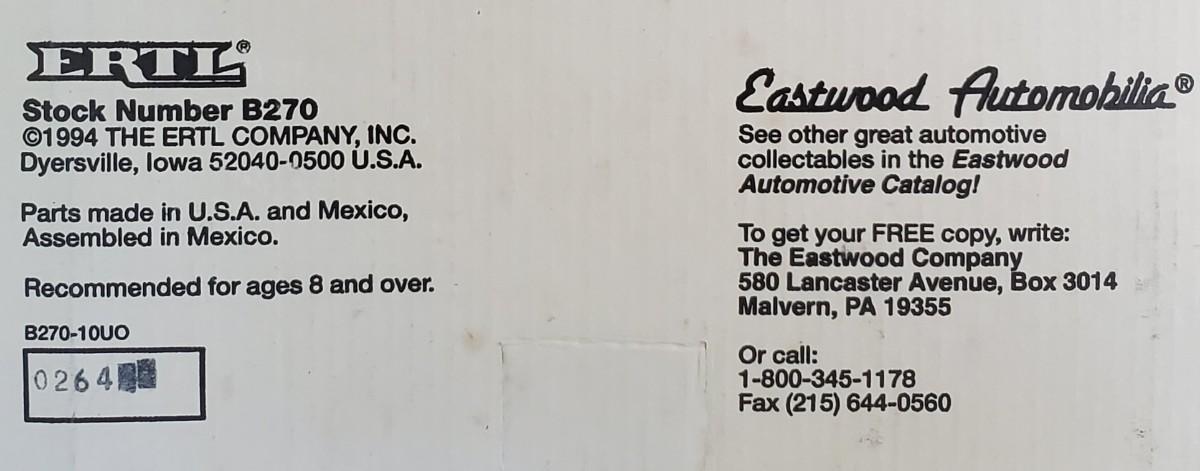 ERTL®
Stock Number B270
©1994 THE ERTL COMPANY, INC.
Dyersville, Iowa 52040-0500 U.S.A.
Parts made in U.S.A. and Mexico,
Assembled in Mexico.
Recommended for ages 8 and over.
B270-10UO
0264
Eastwood Automobilia®
See other great automotive
collectables in the Eastwood
Automotive Catalog!
To get your FREE copy, write:
The Eastwood Company
580 Lancaster Avenue, Box 3014
Malvern, PA 19355
Or call:
1-800-345-1178
Fax (215) 644-0560